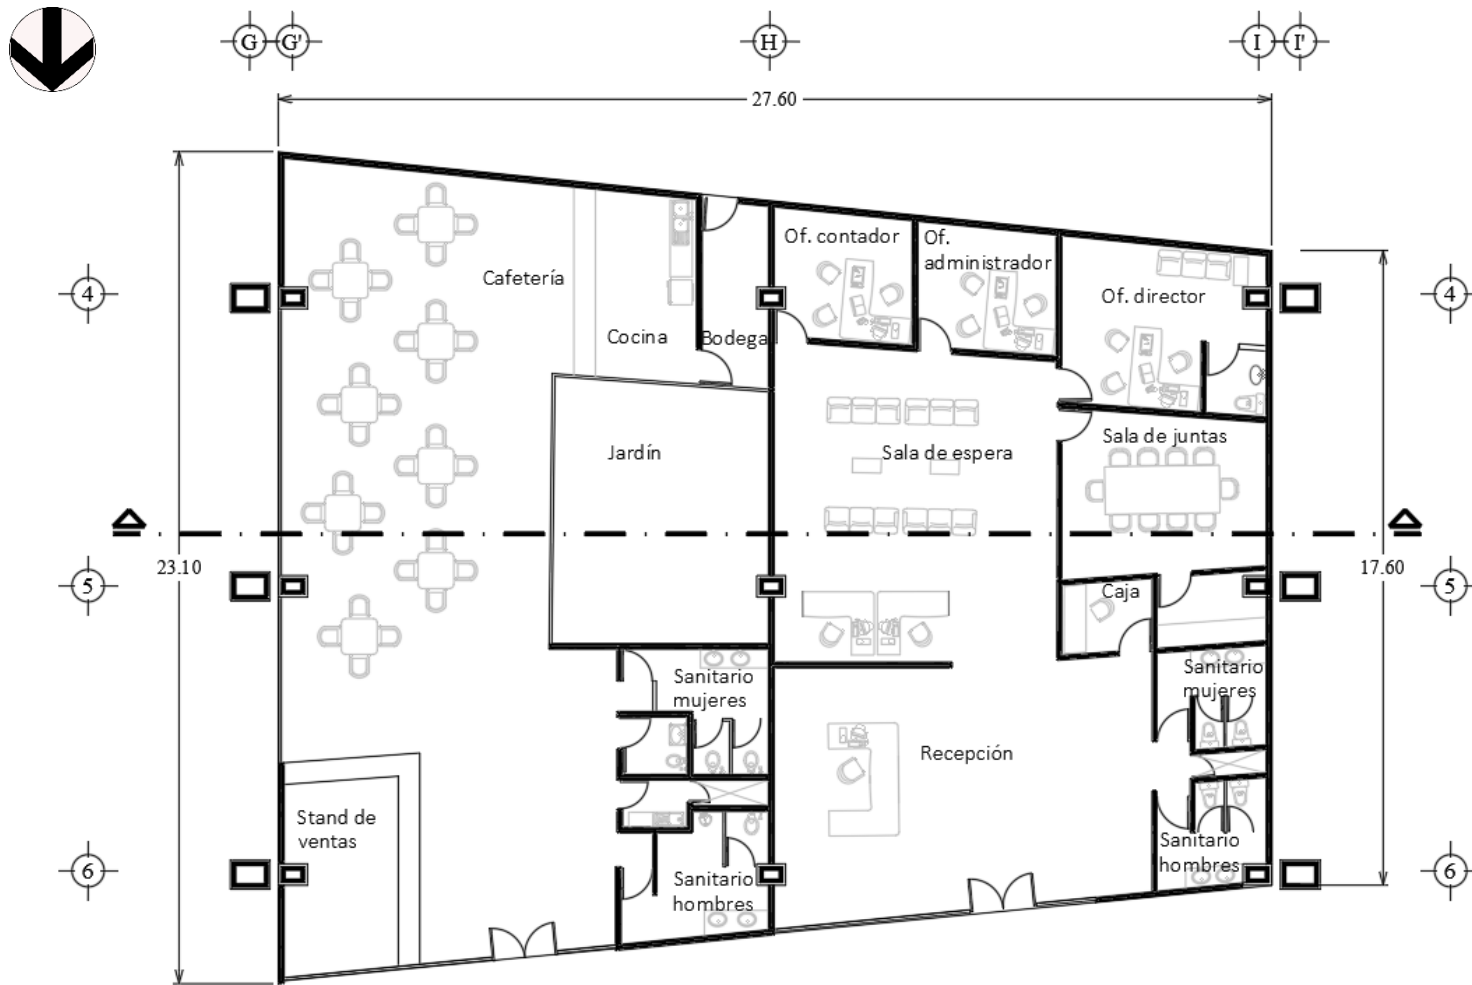 G G' H I I'
27.60
Of. contador
Of.
administrador
Cafetería
4
Of. director
4
Cocina
Bodega
Sala de juntas
Jardín
Sala de espera
23.10
17.60
5
Caja
5
Sanitario
mujeres
Sanitario
mujeres
Recepción
Stand de
ventas
Sanitario
hombres
6
Sanitario
hombres
6